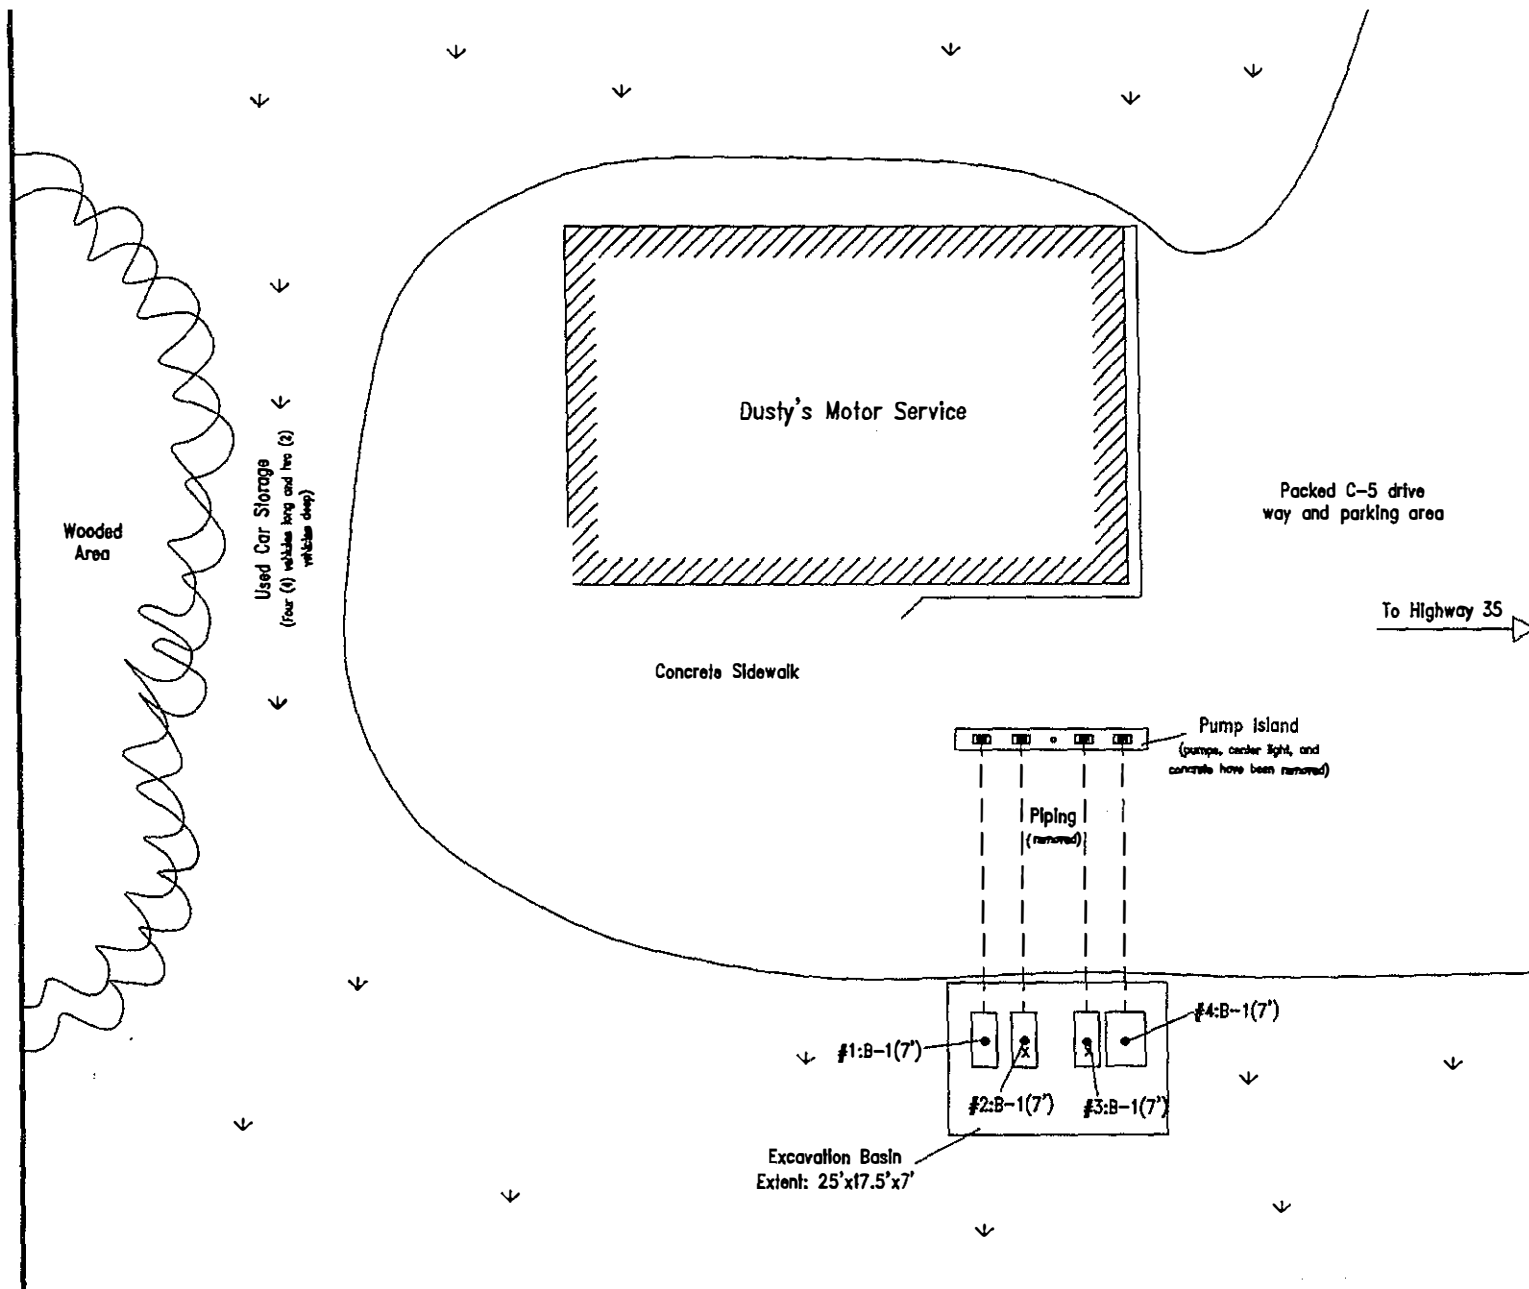 Dusty's Motor Service
Packed C-5 drive
way and parking area
Wooded
Area
Used Car Storage
(Four (4) vehicles long and two (2)
vehicles deep)
To Highway 35
Concrete Sidewalk
Pump Island
(pumps, center light, and
concrete have been removed)
Piping
(removed)
#4:B-1(7')
#1:B-1(7')
#2:B-1(7')
#3:B-1(7')
Excavation Basin
Extent: 25'x17.5'x7'